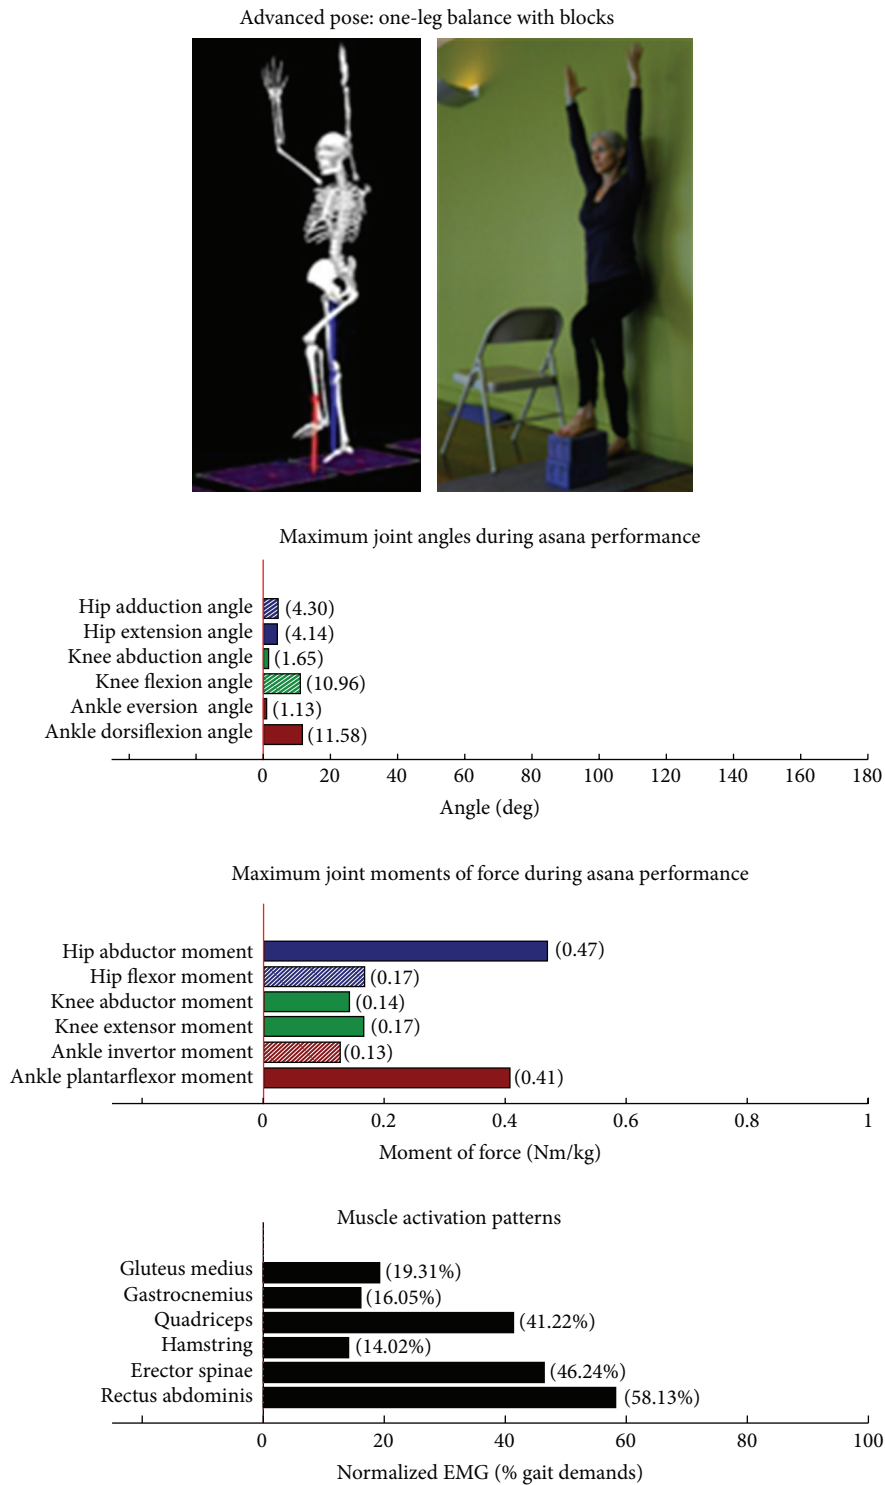 Advanced pose: one-leg balance with blocks
Maximum joint angles during asana performance
Hip adduction angle (4.30)
Hip extension angle (4.14)
Knee abduction angle (1.65)
Knee flexion angle (10.96)
Ankle eversion angle (1.13)
Ankle dorsiflexion angle (11.58)
0 20 40 60 80 100 120 140 160 180
Angle (deg)
Maximum joint moments of force during asana performance
Hip abductor moment (0.47)
Hip flexor moment (0.17)
Knee abductor moment (0.14)
Knee extensor moment (0.17)
Ankle invertor moment (0.13)
Ankle plantarflexor moment (0.41)
0 0.2 0.4 0.6 0.8 1
Moment of force (Nm/kg)
Muscle activation patterns
Gluteus medius (19.31%)
Gastrocnemius (16.05%)
Quadriceps (41.22%)
Hamstring (14.02%)
Erector spinae (46.24%)
Rectus abdominis (58.13%)
0 20 40 60 80 100
Normalized EMG (% gait demands)